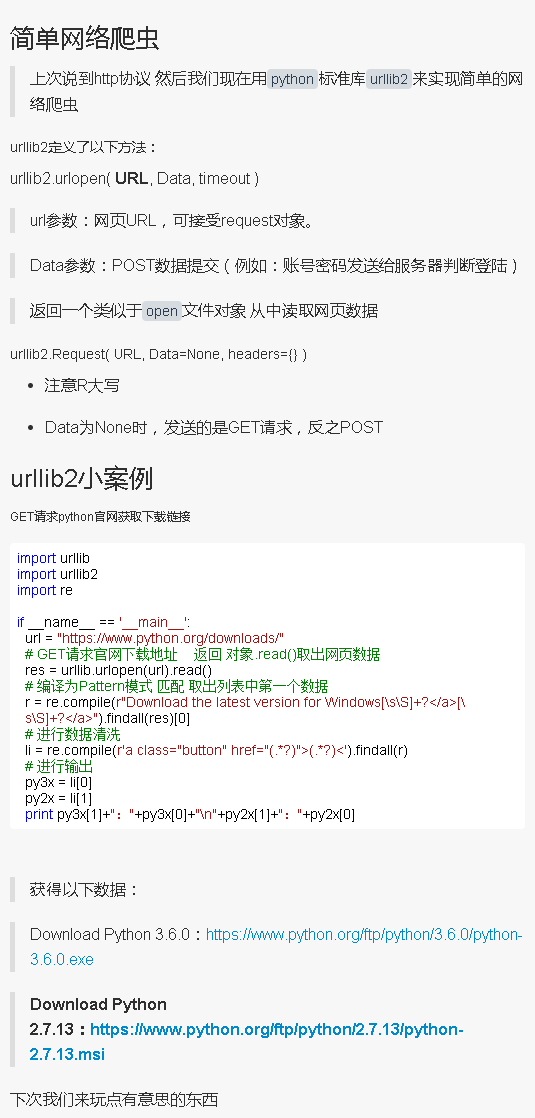 简单网络爬虫
上次说到http协议 然后我们现在用python标准库urllib2来实现简单的网
络爬虫
urllib2定义了以下方法：
urllib2.urlopen( URL, Data, timeout )
url参数：网页URL，可接受request对象。
Data参数：POST数据提交（例如：账号密码发送给服务器判断登陆）
返回一个类似于open文件对象 从中读取网页数据
urllib2.Request( URL, Data=None, headers={} )
• 注意R大写
• Data为None时，发送的是GET请求，反之POST
urllib2小案例
GET请求python官网获取下载链接
import urllib
import urllib2
import re
if __name__ == '__main__':
url = "https://www.python.org/downloads/"
# GET请求官网下载地址 返回 对象.read()取出网页数据
res = urllib.urlopen(url).read()
# 编译为Pattern模式 匹配 取出列表中第一个数据
r = re.compile(r"Download the latest version for Windows[\s\S]+?</a>[\
s\S]+?</a>").findall(res)[0]
# 进行数据清洗
li = re.compile(r'a class="button" href="(.*?)">(.*?)<').findall(r)
# 进行输出
py3x = li[0]
py2x = li[1]
print py3x[1]+"："+py3x[0]+"\n"+py2x[1]+"："+py2x[0]
获得以下数据：
Download Python 3.6.0：https://www.python.org/ftp/python/3.6.0/python-
3.6.0.exe
Download Python
2.7.13：https://www.python.org/ftp/python/2.7.13/python-
2.7.13.msi
下次我们来玩点有意思的东西